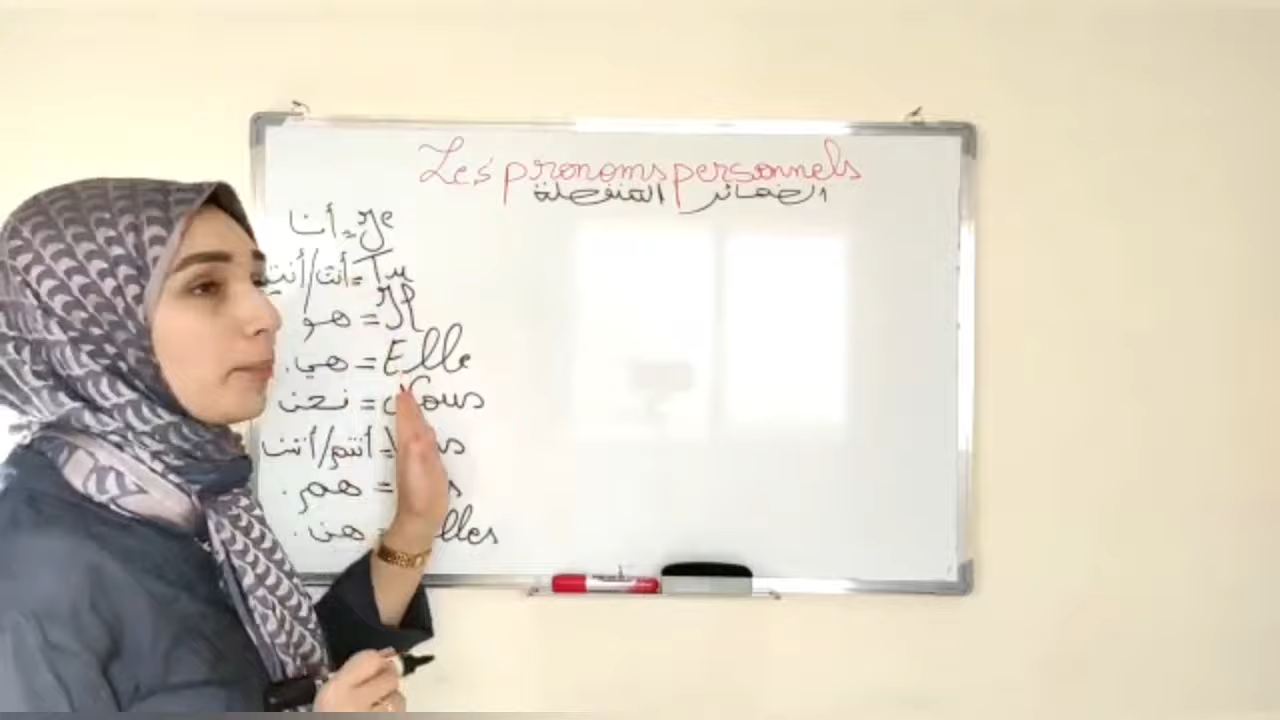 Les pronoms personnels
الضمائر المنفصلة
أنا = Je
أنتَ/أنتِ = Tu
هو = Il
هي = Elle
نحن = Nous
أنتم/أنتن =
هم =
هن =